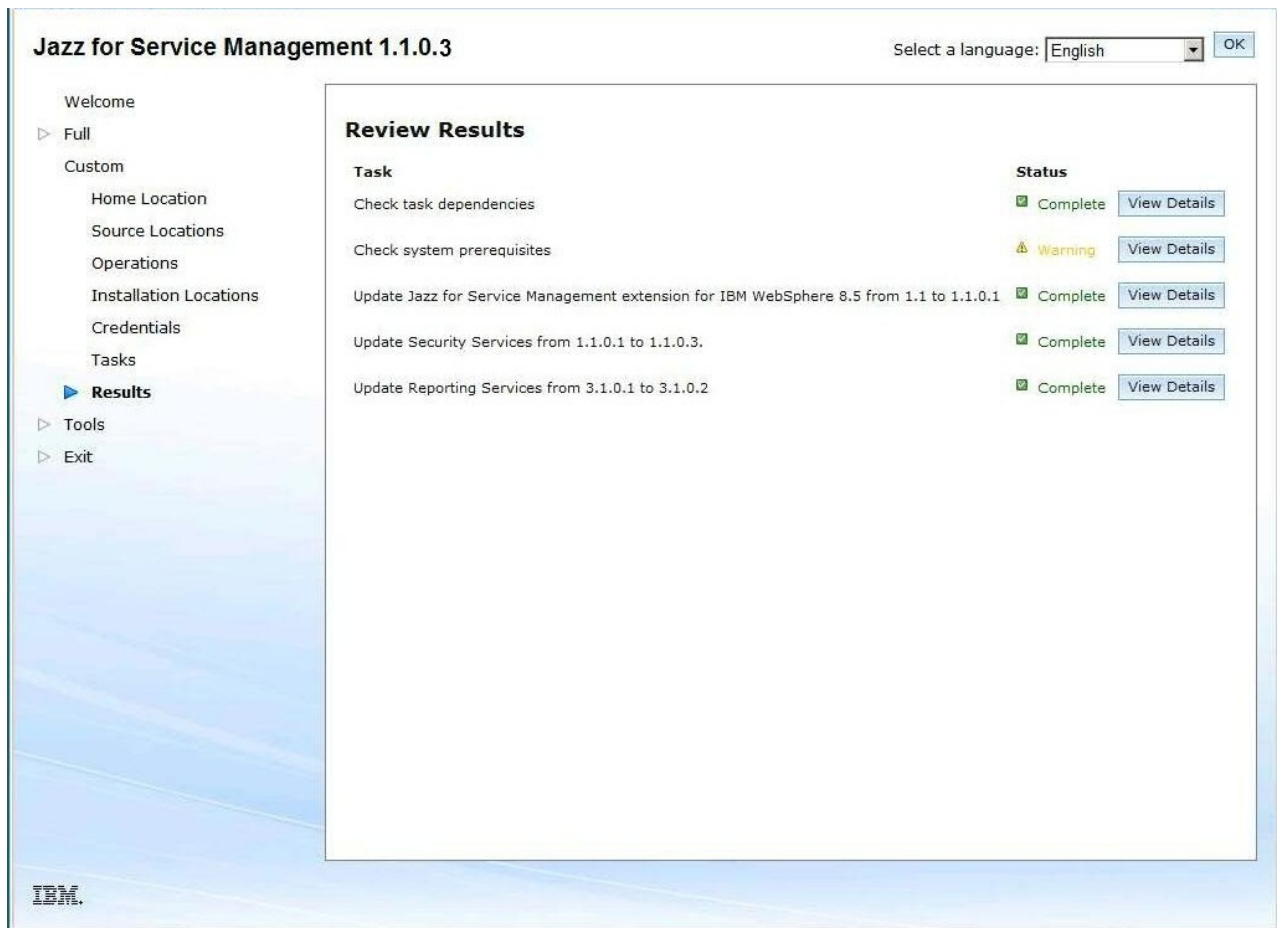 Jazz for Service Management 1.1.0.3
Select a language: English OK
Welcome
Full
Custom
Home Location
Source Locations
Operations
Installation Locations
Credentials
Tasks
Results
Tools
Exit
Review Results
Task Status
Check task dependencies Complete View Details
Check system prerequisites Warning View Details
Update Jazz for Service Management extension for IBM WebSphere 8.5 from 1.1 to 1.1.0.1 Complete View Details
Update Security Services from 1.1.0.1 to 1.1.0.3. Complete View Details
Update Reporting Services from 3.1.0.1 to 3.1.0.2 Complete View Details
IBM.